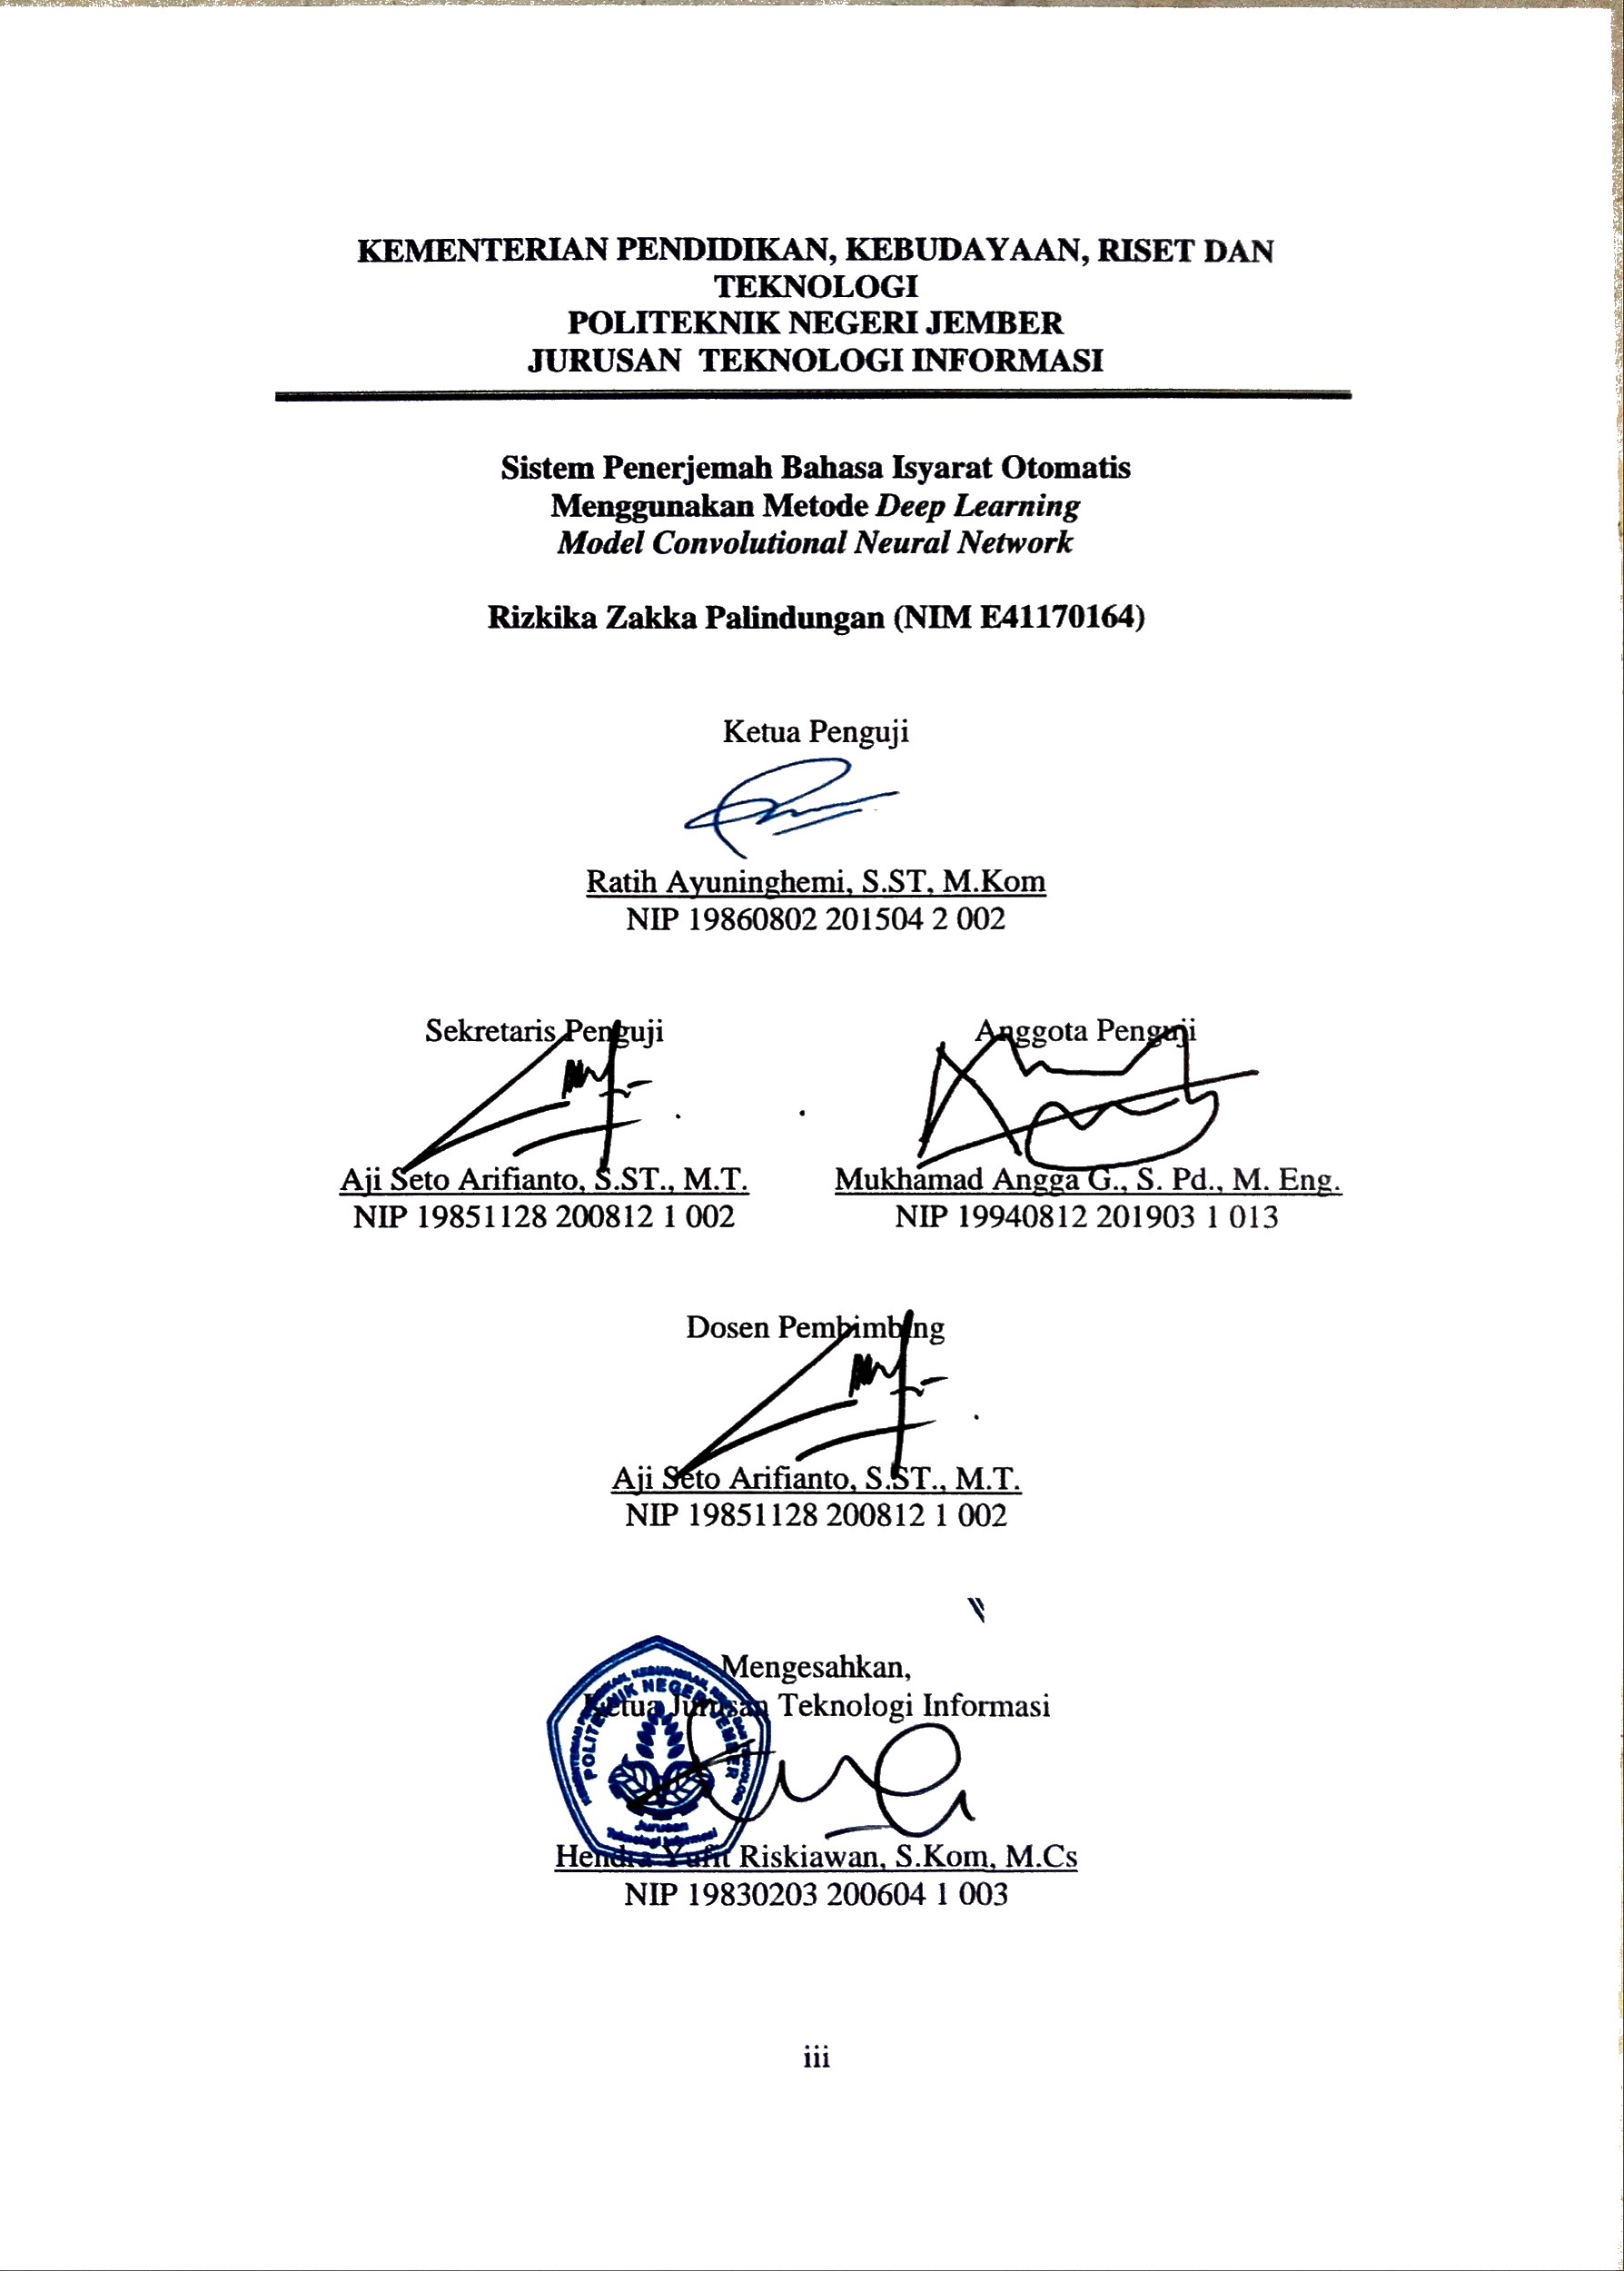 KEMENTERIAN PENDIDIKAN, KEBUDAYAAN, RISET DAN
TEKNOLOGI
POLITEKNIK NEGERI JEMBER
JURUSAN TEKNOLOGI INFORMASI
Sistem Penerjemah Bahasa Isyarat Otomatis
Menggunakan Metode Deep Learning
Model Convolutional Neural Network
Rizkika Zakka Palindungan (NIM E41170164)
Ketua Penguji
Ratih Ayuninghemi, S.ST, M.Kom
NIP 19860802 201504 2 002
Sekretaris Penguji
Aji Seto Arifianto, S.ST., M.T.
NIP 19851128 200812 1 002
Anggota Penguji
Mukhamad Angga G., S. Pd., M. Eng.
NIP 19940812 201903 1 013
Dosen Pembimbing
Aji Seto Arifianto, S.ST., M.T.
NIP 19851128 200812 1 002
Mengesahkan,
Ketua Jurusan Teknologi Informasi
POLITEKNIK NEGERI JEMBER
Jurusan
Teknologi Informasi
Hendra Yufit Riskiawan, S.Kom, M.Cs
NIP 19830203 200604 1 003
iii